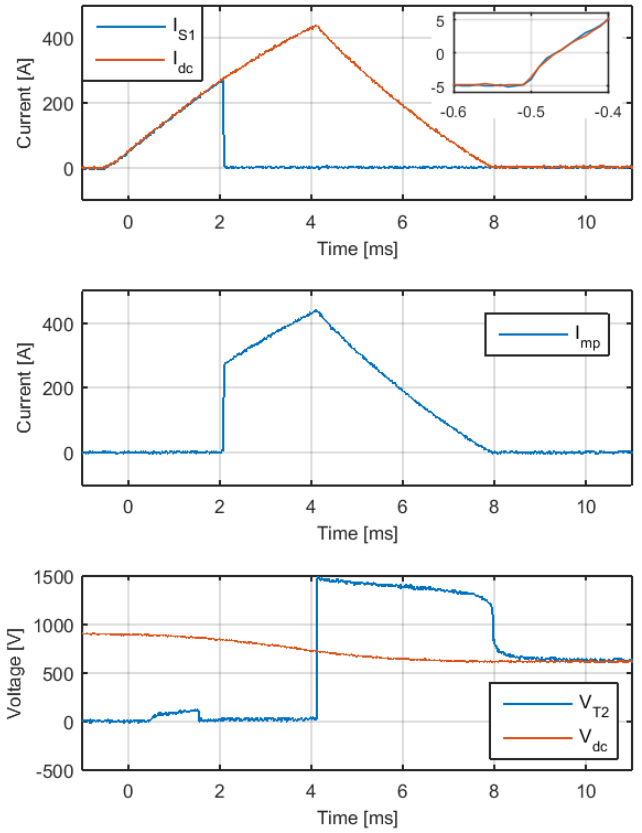 Current [A]
400
200
0
I_S1
I_dc
5
0
-5
-0.6 -0.5 -0.4
0 2 4 6 8 10
Time [ms]
Current [A]
400
200
0
I_mp
0 2 4 6 8 10
Time [ms]
Voltage [V]
1500
1000
500
0
-500
V_T2
V_dc
0 2 4 6 8 10
Time [ms]